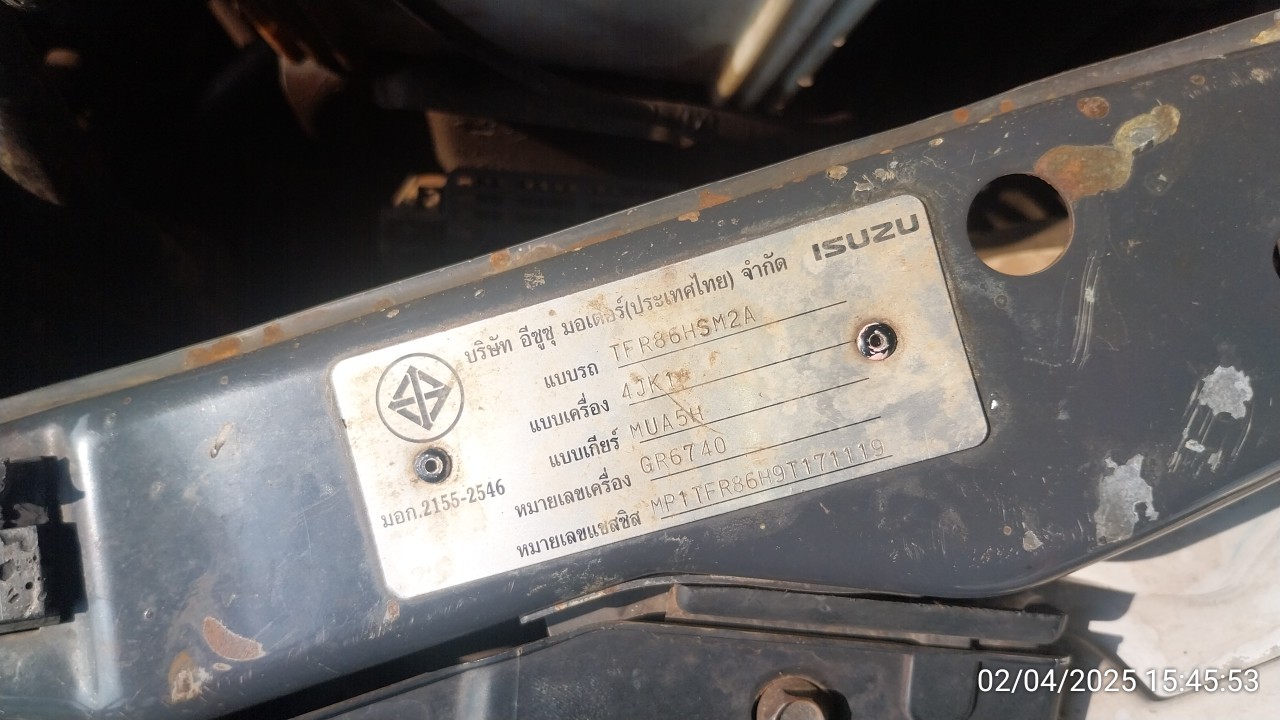 ISUZU
บริษัท อีซูซุ มอเตอร์(ประเทศไทย) จำกัด
แบบรถ TFR86HSM2A
แบบเครื่อง 4JK1
แบบเกียร์ MUA5H
หมายเลขเครื่อง GR6740
หมายเลขแชสซิส MP1TFR86H9T171119
มอก.2155-2546
02/04/2025 15:45:53